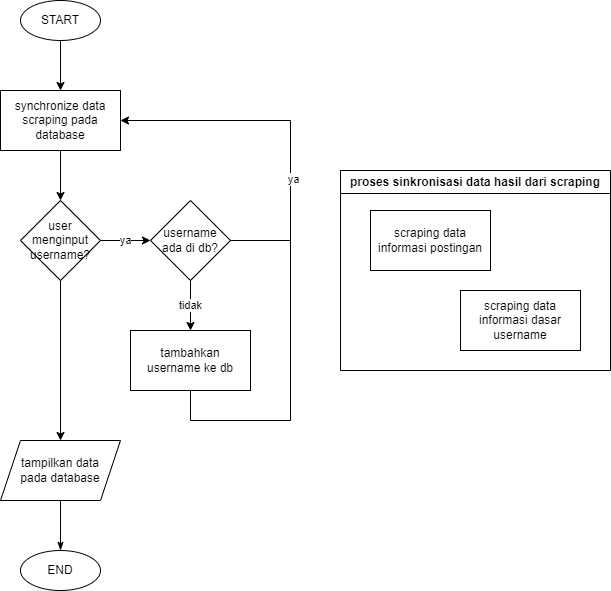 START
synchronize data
scraping pada
database
user
menginput
username?
ya
username
ada di db?
ya
tidak
tambahkan
username ke db
tampilkan data
pada database
END
proses sinkronisasi data hasil dari scraping
scraping data
informasi postingan
scraping data
informasi dasar
username